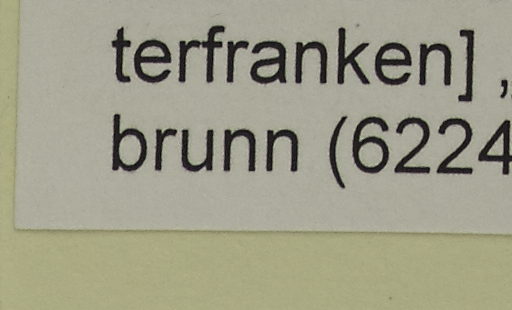 terfranken] ,
brunn (6224